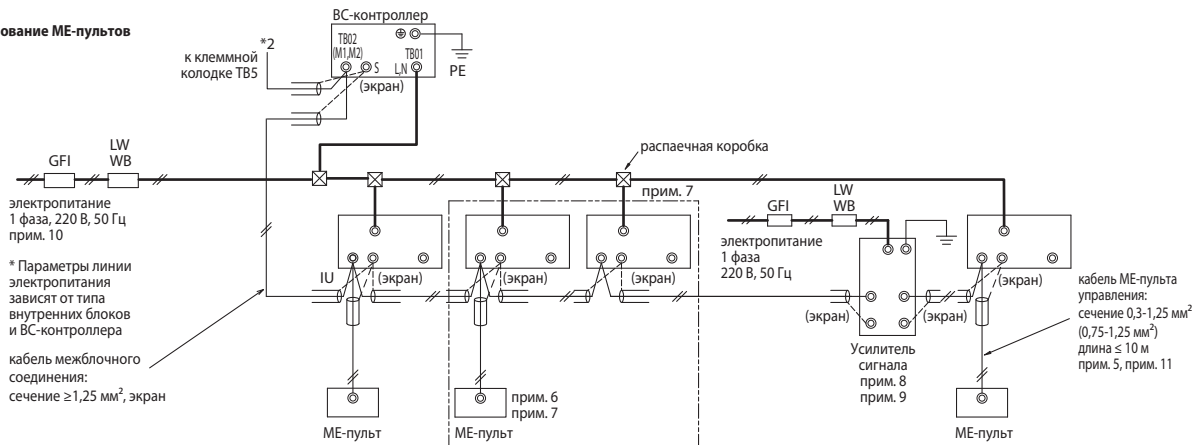 ование МЕ-пультов
ВС-контроллер
*2
к клеммной
колодке ТВ5
TB02
(M1,M2)
S
(экран)
TB01
L,N
PE
GFI
LW
WB
распаечная коробка
прим. 7
электропитание
1 фаза, 220 В, 50 Гц
прим. 10
* Параметры линии
электропитания
зависят от типа
внутренних блоков
и ВС-контроллера
кабель межблочного
соединения:
сечение ≥1,25 мм², экран
IU
(экран)
(экран)
(экран)
GFI
LW
WB
электропитание
1 фаза
220 В, 50 Гц
(экран)
(экран)
(экран)
Усилитель
сигнала
прим. 8
прим. 9
кабель МЕ-пульта
управления:
сечение 0,3-1,25 мм²
(0,75-1,25 мм²)
длина ≤ 10 м
прим. 5, прим. 11
прим. 6
прим. 7
МЕ-пульт
МЕ-пульт
МЕ-пульт